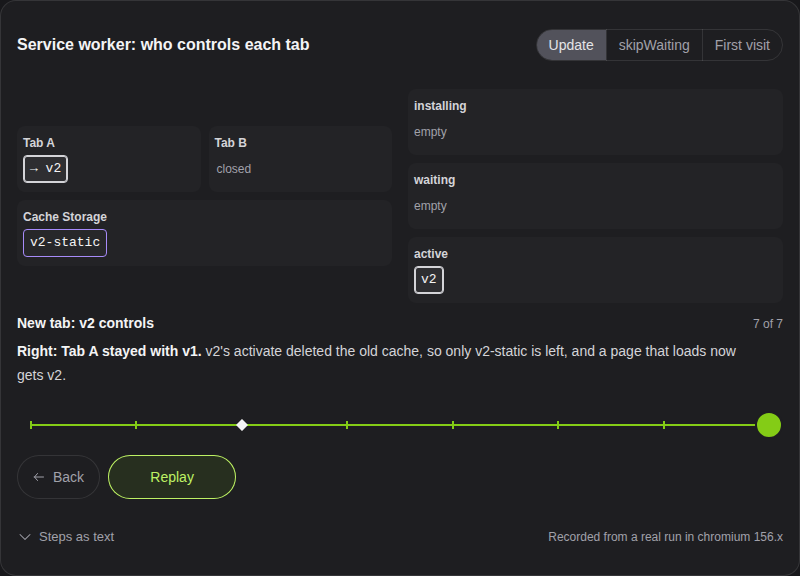 Service worker: who controls each tab
Update
skipWaiting
First visit
Tab A
→ v2
Tab B
closed
Cache Storage
v2-static
installing
empty
waiting
empty
active
v2
New tab: v2 controls
7 of 7
Right: Tab A stayed with v1. v2's activate deleted the old cache, so only v2-static is left, and a page that loads now
gets v2.
← Back
Replay
Steps as text
Recorded from a real run in chromium 156.x